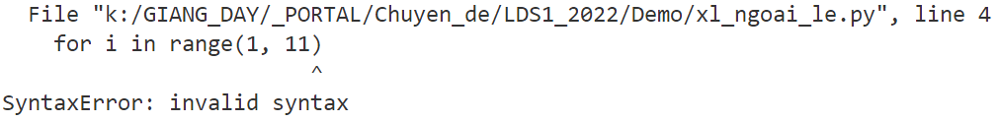 File "k:/GIANG_DAY/_PORTAL/Chuyen_de/LDS1_2022/Demo/xl_ngoai_le.py", line 4
for i in range(1, 11)
^
SyntaxError: invalid syntax